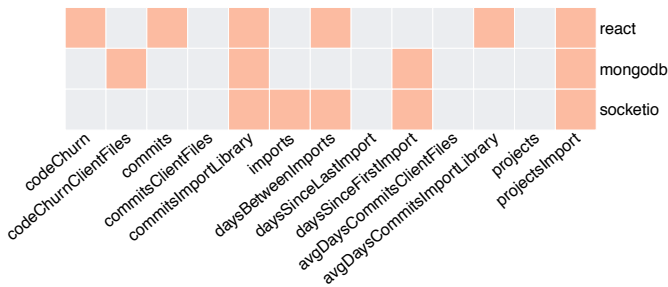 react
mongodb
socketio
codeChurn
codeChurnClientFiles
commits
commitsClientFiles
commitsImportLibrary
imports
daysBetweenImports
daysSinceLastImport
daysSinceFirstImport
avgDaysCommitsClientFiles
avgDaysCommitsImportLibrary
projects
projectsImport